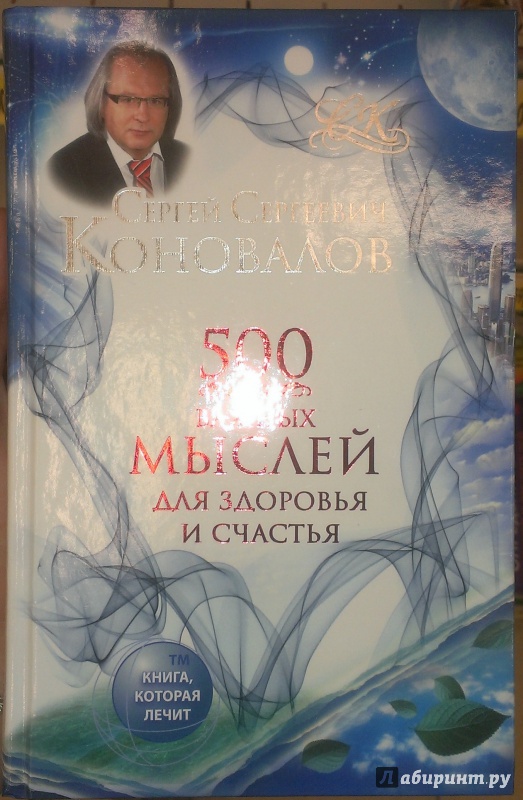 Сергей Сергеевич
Коновалов
500
мыслей
для здоровья
и счастья
ТМ
КНИГА,
КОТОРАЯ
ЛЕЧИТ
Лабиринт.ру